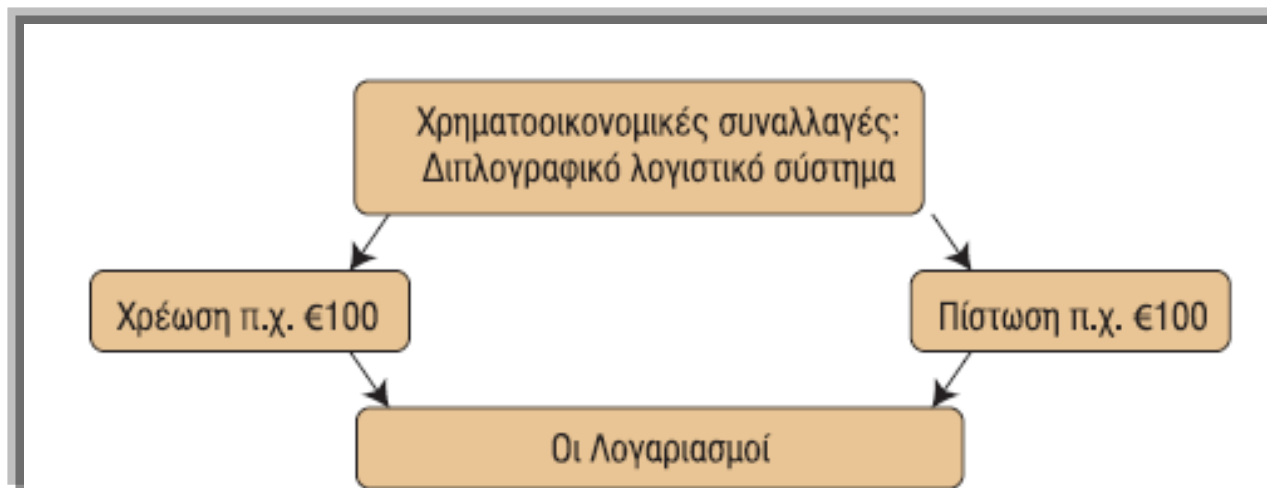 Χρηματοοικονομικές συναλλαγές:
Διπλογραφικό λογιστικό σύστημα
Χρέωση π.χ. €100
Πίστωση π.χ. €100
Οι Λογαριασμοί